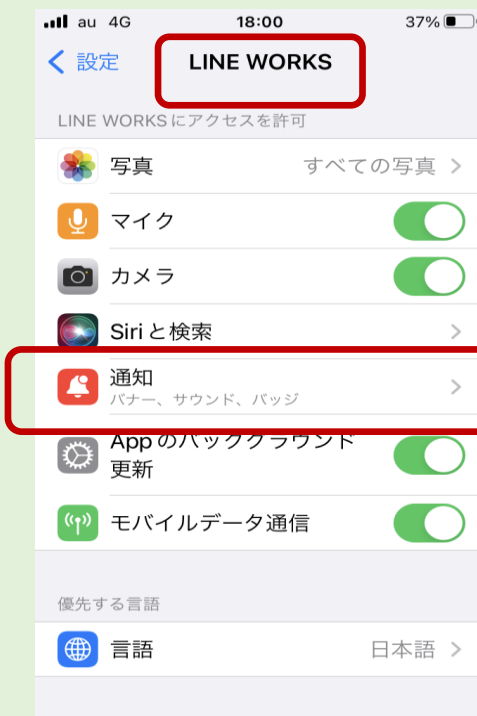 au 4G 18:00 37%
設定 LINE WORKS
LINE WORKSにアクセスを許可
写真 すべての写真
マイク
カメラ
Siriと検索
通知
バナー、サウンド、バッジ
Appのバックグラウンド
更新
モバイルデータ通信
優先する言語
言語 日本語